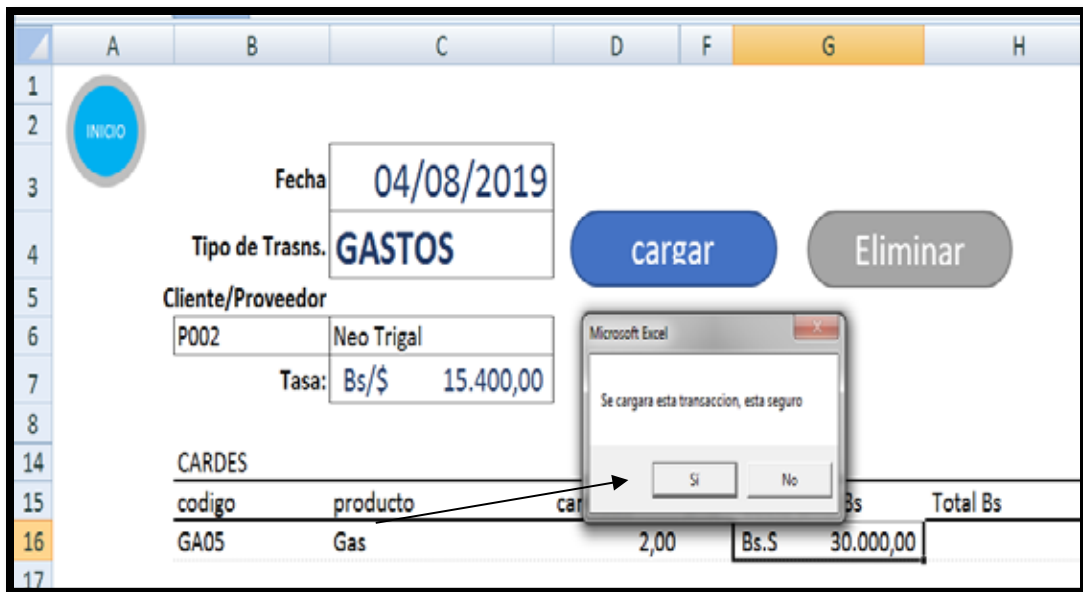 A B C D F G H
1
2 INICIO
3 Fecha 04/08/2019
4 Tipo de Trasns. GASTOS cargar Eliminar
5 Cliente/Proveedor
6 P002 Neo Trigal
Microsoft Excel X
7 Tasa: Bs/$ 15.400,00
Se cargara esta transaccion, esta seguro
8
14 CARDES
Si No
15 codigo producto Bs Total Bs
16 GA05 Gas 2,00 Bs.S 30.000,00
17